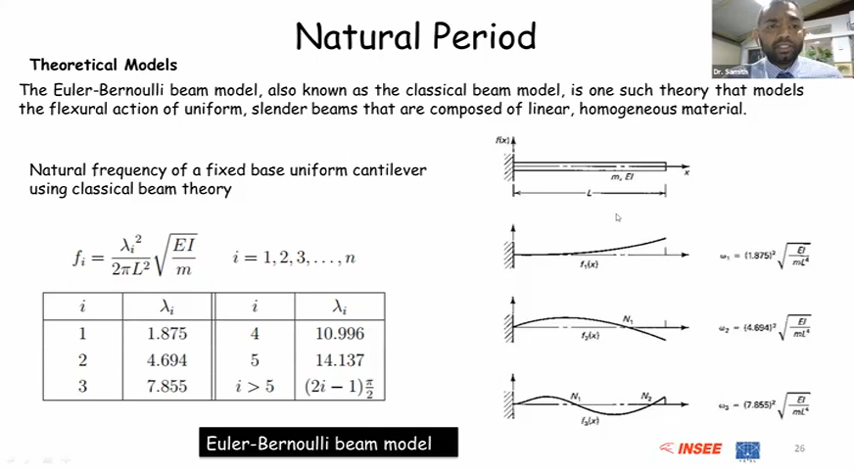 Natural Period
Dr. Samith
Theoretical Models
The Euler-Bernoulli beam model, also known as the classical beam model, is one such theory that models
the flexural action of uniform, slender beams that are composed of linear, homogeneous material.
Natural frequency of a fixed base uniform cantilever
using classical beam theory
f_i = λ_i² / 2πL² √(EI / m) i = 1, 2, 3, . . . , n
i λ_i i λ_i
1 1.875 4 10.996
2 4.694 5 14.137
3 7.855 i > 5 (2i − 1)π/2
Euler-Bernoulli beam model
f(x)
x
m, EI
L
f₁(x)
ω₁ = (1.875)² √(EI / mL⁴)
N₁
f₂(x)
ω₂ = (4.694)² √(EI / mL⁴)
N₁ N₂
f₃(x)
ω₃ = (7.855)² √(EI / mL⁴)
INSEE
26